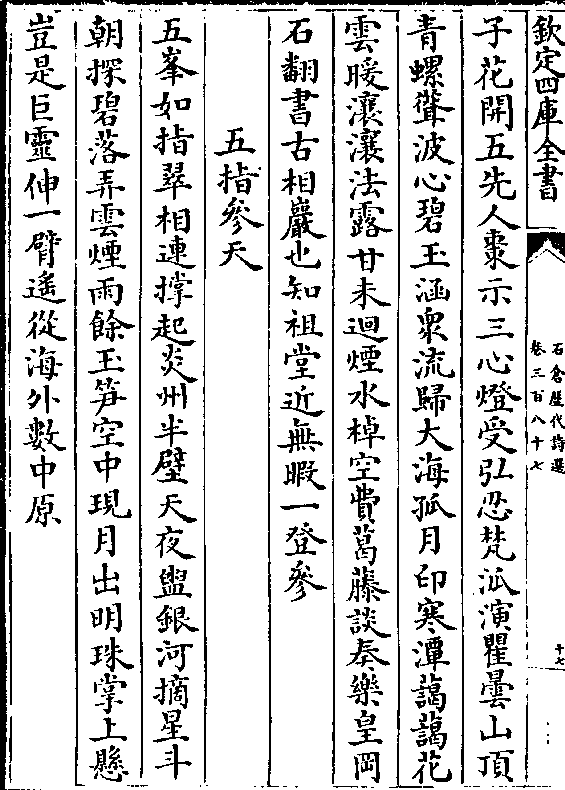 欽定四庫全書
石倉歷代詩選
卷三百八十七
十七
子花開五先人棗示三心燈受弘忍梵派演瞿曇山頂
青螺聳波心碧玉涵衆流歸大海孤月印寒潭藹藹花
雲暖瀼瀼法露甘未迴煙水棹空費葛藤談奏樂皇岡
石翻書古相巖也知祖堂近無暇一登參
五指參天
五峯如指翠相連撑起炎州半壁天夜盥銀河摘星斗
朝探碧落弄雲煙雨餘玉笋空中現月出明珠掌上懸
豈是巨靈伸一臂遙從海外數中原